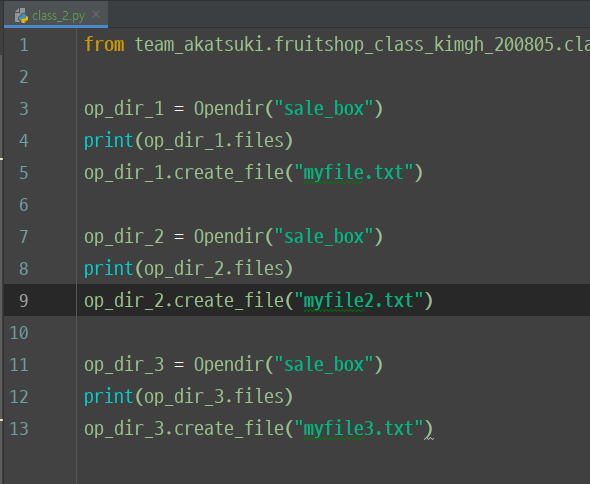 class_2.py
1 from team_akatsuki.fruitshop_class_kimgh_200805.cla
2
3 op_dir_1 = Opendir("sale_box")
4 print(op_dir_1.files)
5 op_dir_1.create_file("myfile.txt")
6
7 op_dir_2 = Opendir("sale_box")
8 print(op_dir_2.files)
9 op_dir_2.create_file("myfile2.txt")
10
11 op_dir_3 = Opendir("sale_box")
12 print(op_dir_3.files)
13 op_dir_3.create_file("myfile3.txt")